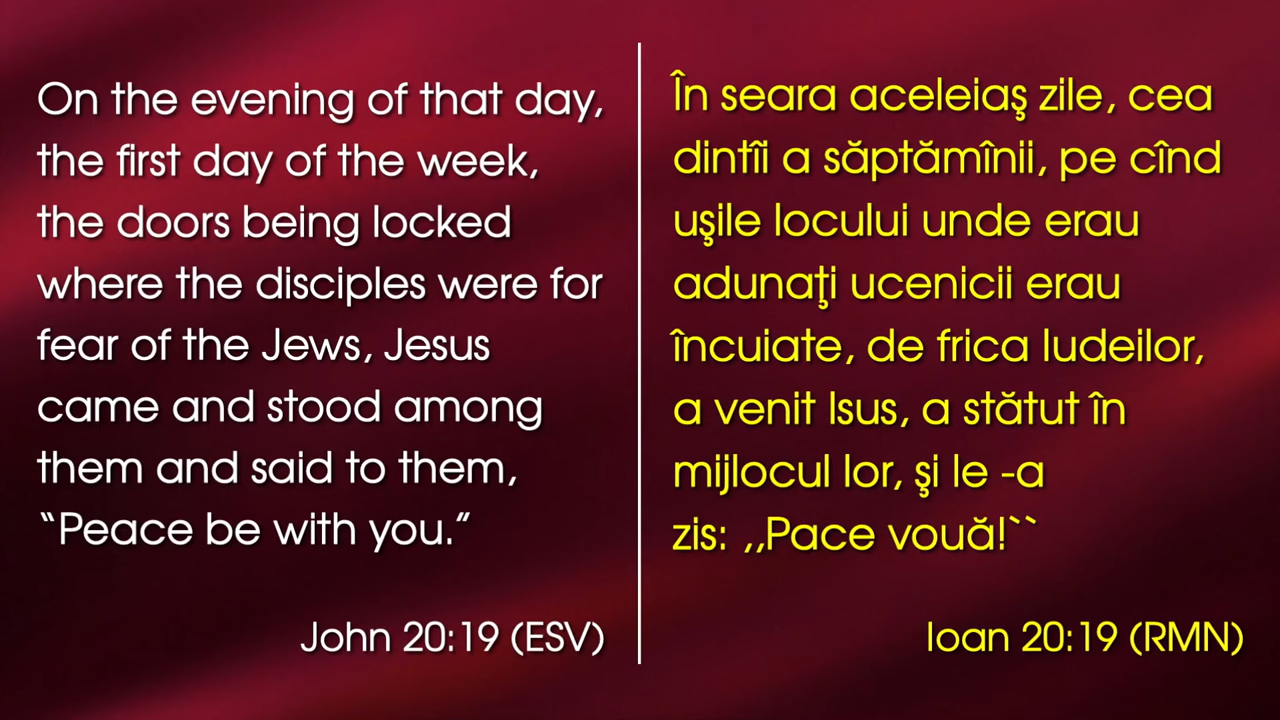 On the evening of that day,
the first day of the week,
the doors being locked
where the disciples were for
fear of the Jews, Jesus
came and stood among
them and said to them,
“Peace be with you.”
John 20:19 (ESV)
În seara aceleiaş zile, cea
dintîi a săptămînii, pe cînd
uşile locului unde erau
adunaţi ucenicii erau
încuiate, de frica Iudeilor,
a venit Isus, a stătut în
mijlocul lor, şi le -a
zis: ,,Pace vouă!``
Ioan 20:19 (RMN)